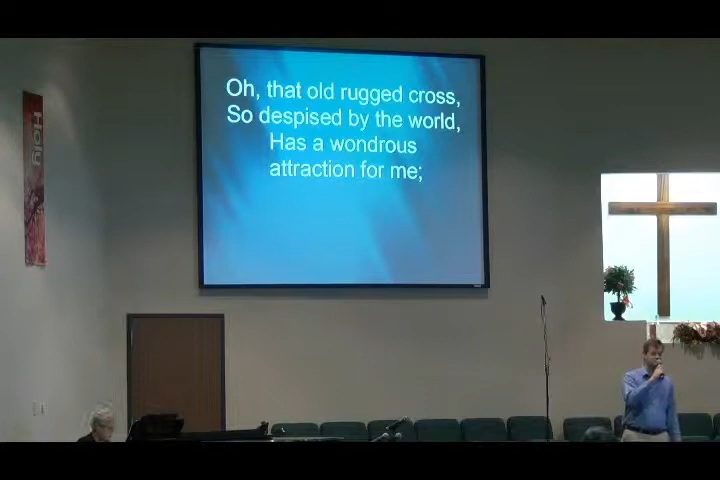 Oh, that old rugged cross,
So despised by the world,
Has a wondrous
attraction for me;
Holy